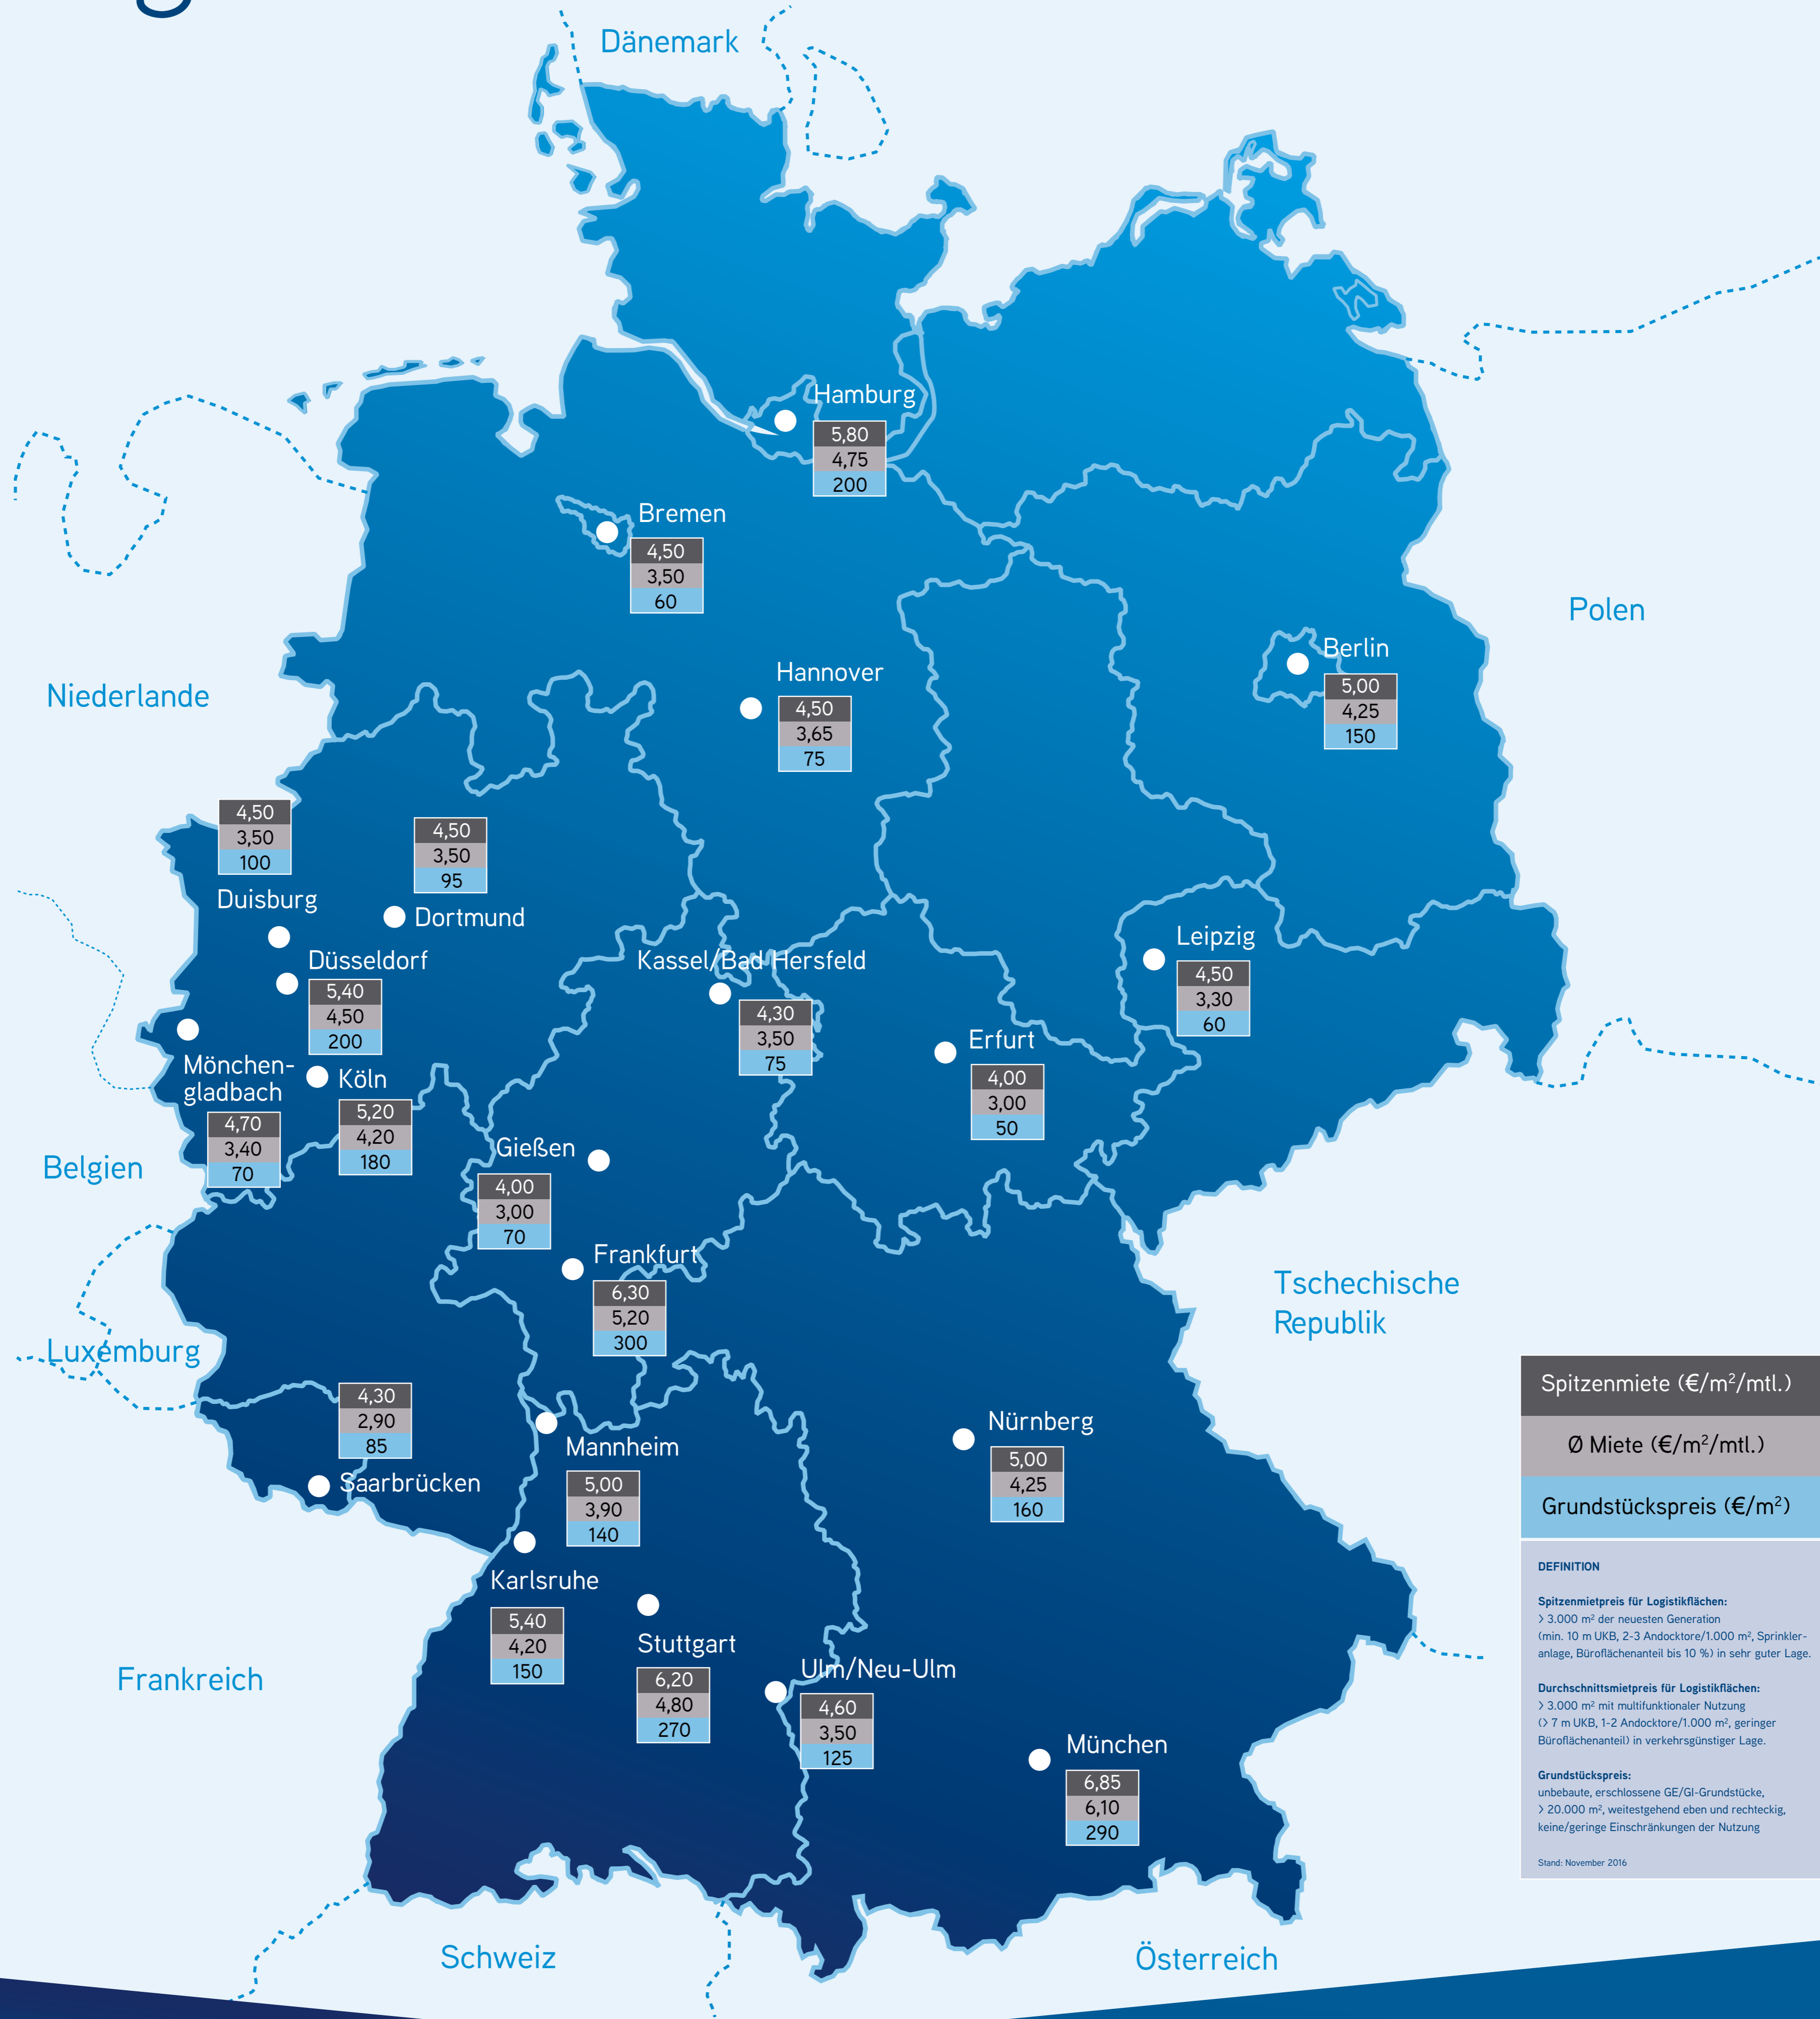 Dänemark
Hamburg
5,80
4,75
200
Bremen
4,50
3,50
60
Polen
Berlin
5,00
4,25
150
Hannover
4,50
3,65
75
Niederlande
4,50
3,50
100
Duisburg
4,50
3,50
95
Dortmund
Düsseldorf
5,40
4,50
200
Kassel/Bad Hersfeld
4,30
3,50
75
Leipzig
4,50
3,30
60
Erfurt
4,00
3,00
50
Mönchen-
gladbach
4,70
3,40
70
Köln
5,20
4,20
180
Belgien
Gießen
4,00
3,00
70
Frankfurt
6,30
5,20
300
Tschechische
Republik
Luxemburg
4,30
2,90
85
Saarbrücken
Mannheim
5,00
3,90
140
Nürnberg
5,00
4,25
160
Karlsruhe
5,40
4,20
150
Stuttgart
6,20
4,80
270
Ulm/Neu-Ulm
4,60
3,50
125
Frankreich
München
6,85
6,10
290
Schweiz
Österreich
Spitzenmiete (€/m²/mtl.)
Ø Miete (€/m²/mtl.)
Grundstückspreis (€/m²)
DEFINITION
Spitzenmietpreis für Logistikflächen:
> 3.000 m² der neuesten Generation
(min. 10 m UKB, 2-3 Andocktore/1.000 m², Sprinkler-
anlage, Büroflächenanteil bis 10 %) in sehr guter Lage.
Durchschnittsmietpreis für Logistikflächen:
> 3.000 m² mit multifunktionaler Nutzung
(> 7 m UKB, 1-2 Andocktore/1.000 m², geringer
Büroflächenanteil) in verkehrsgünstiger Lage.
Grundstückspreis:
unbebaute, erschlossene GE/GI-Grundstücke,
> 20.000 m², weitestgehend eben und rechteckig,
keine/geringe Einschränkungen der Nutzung
Stand: November 2016